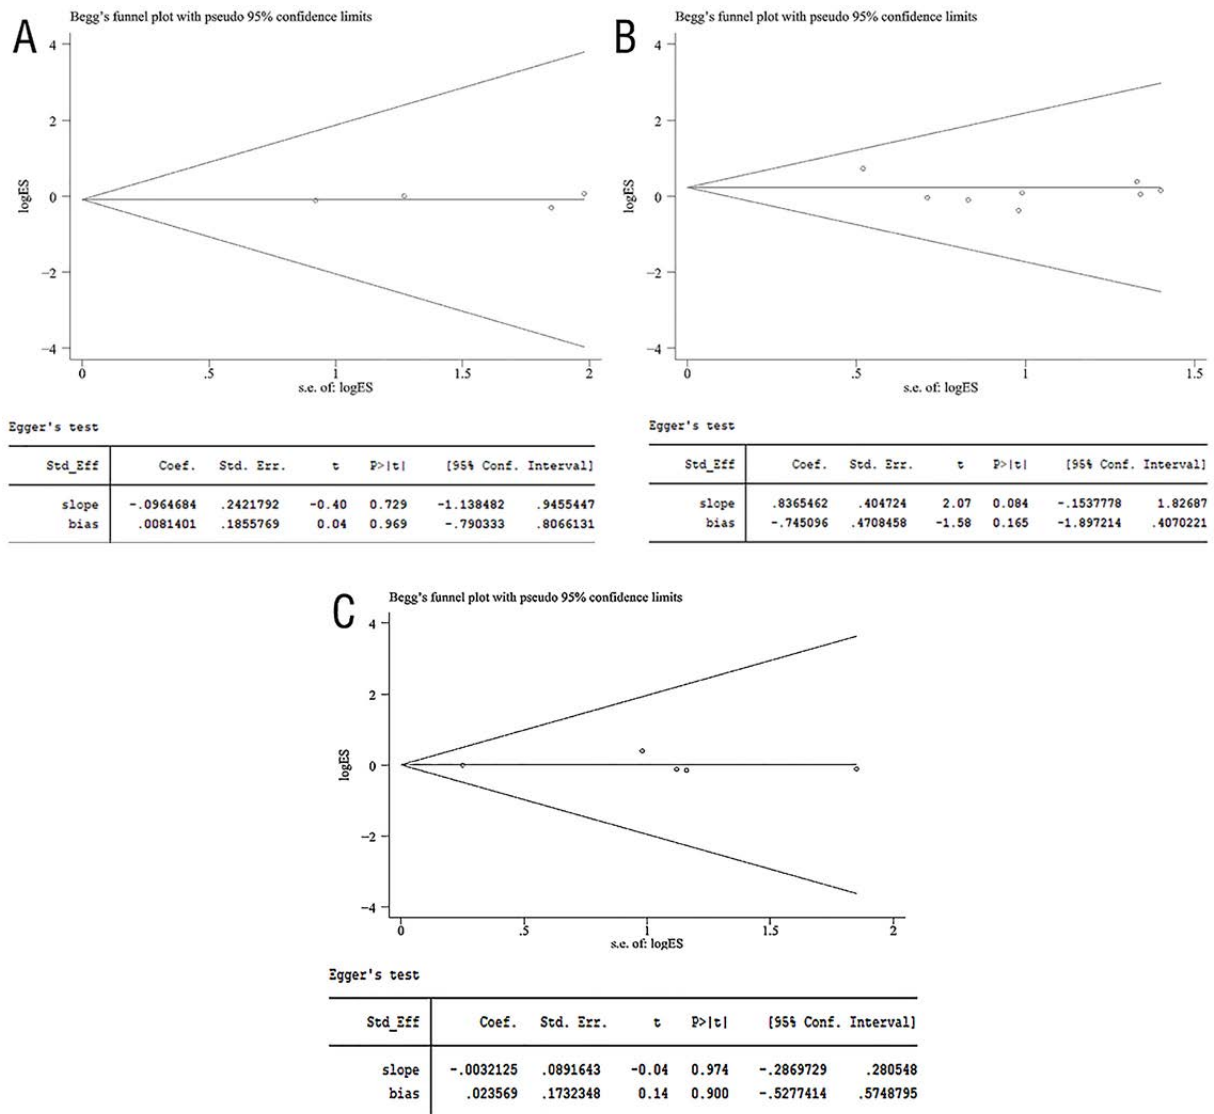 Begg's funnel plot with pseudo 95% confidence limits
A
logES
4
2
0
−2
−4
0 .5 1 1.5 2
s.e. of: logES
Egger's test
Std_Eff Coef. Std. Err. t P>|t| [95% Conf. Interval]
slope -.0964684 .2421792 -0.40 0.729 -1.138482 .9455447
bias .0081401 .1855769 0.04 0.969 -.790333 .8066131
Begg's funnel plot with pseudo 95% confidence limits
B
logES
4
2
0
−2
−4
0 .5 1 1.5
s.e. of: logES
Egger's test
Std_Eff Coef. Std. Err. t P>|t| [95% Conf. Interval]
slope .8365462 .404724 2.07 0.084 -.1537778 1.82687
bias -.745096 .4708458 -1.58 0.165 -1.897214 .4070221
Begg's funnel plot with pseudo 95% confidence limits
C
logES
4
2
0
−2
−4
0 .5 1 1.5 2
s.e. of: logES
Egger's test
Std_Eff Coef. Std. Err. t P>|t| [95% Conf. Interval]
slope -.0032125 .0891643 -0.04 0.974 -.2869729 .280548
bias .023569 .1732348 0.14 0.900 -.5277414 .5748795